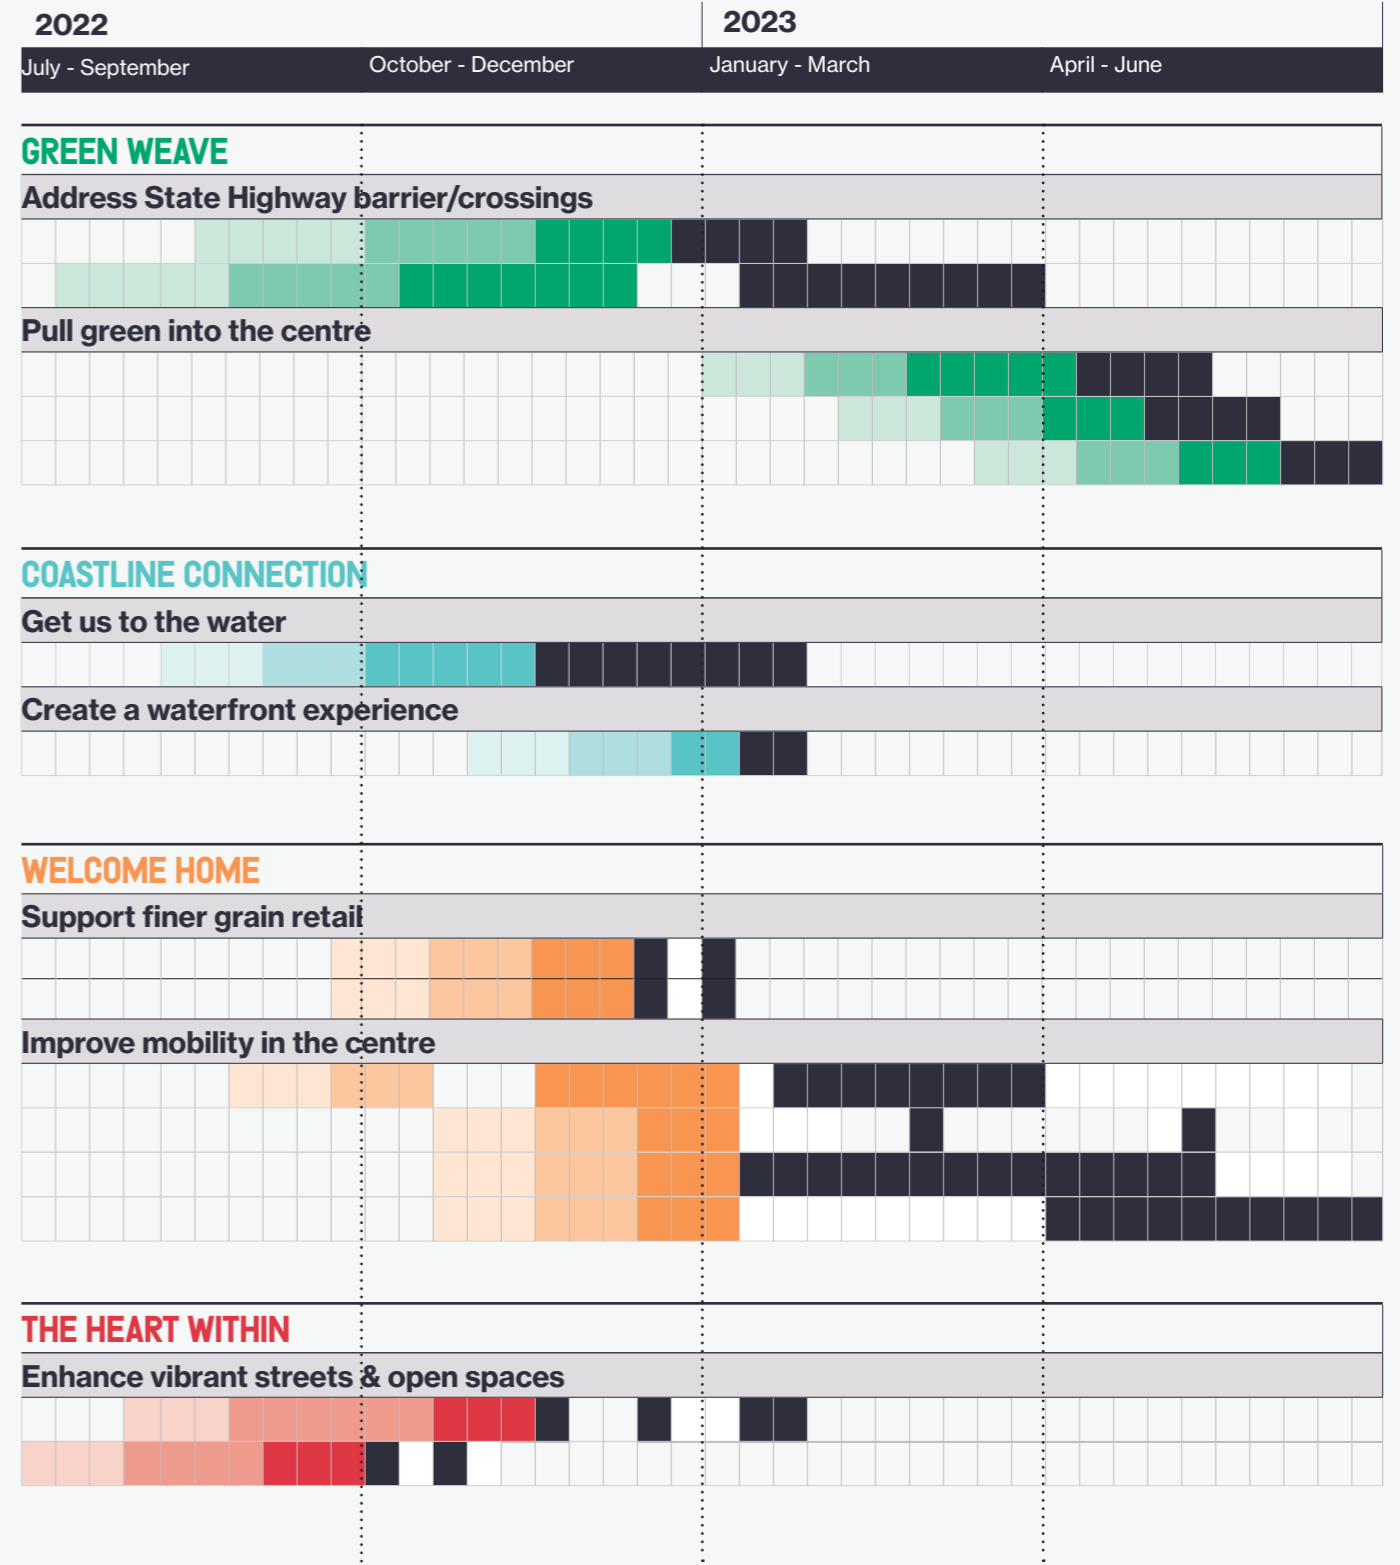 2022
2023
July - September
October - December
January - March
April - June
GREEN WEAVE
Address State Highway barrier/crossings
Pull green into the centre
COASTLINE CONNECTION
Get us to the water
Create a waterfront experience
WELCOME HOME
Support finer grain retail
Improve mobility in the centre
THE HEART WITHIN
Enhance vibrant streets & open spaces